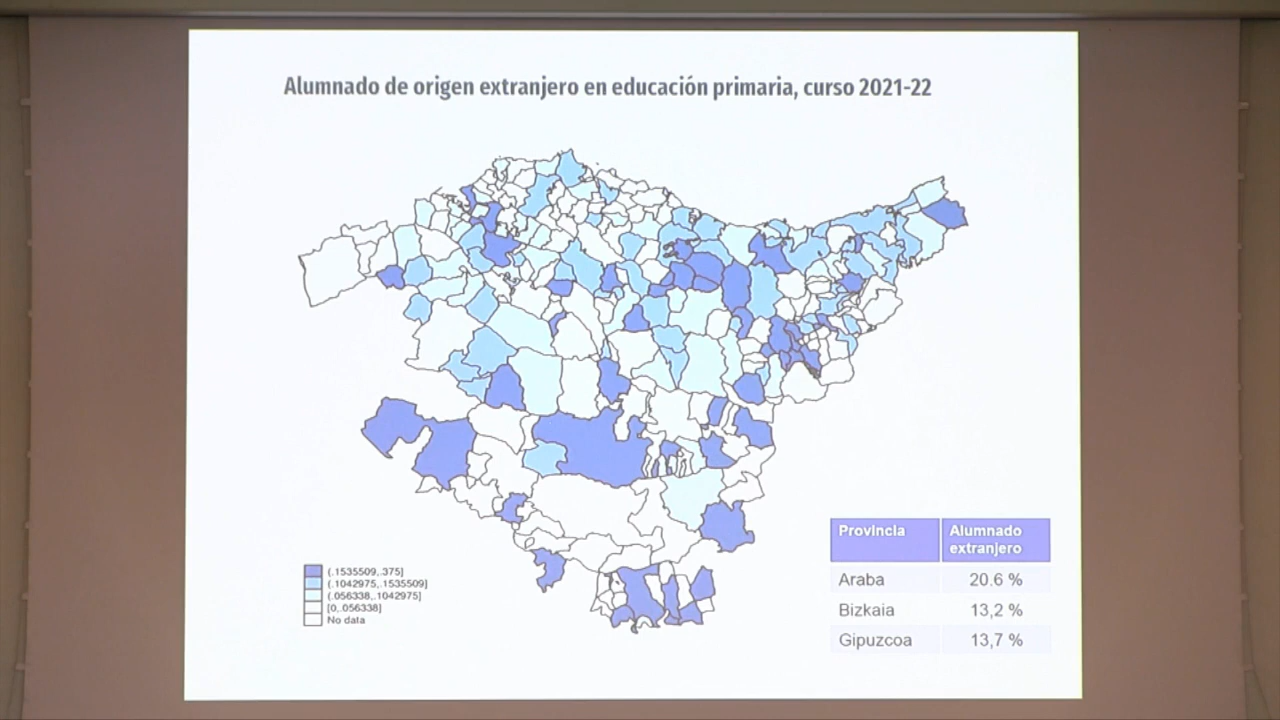 Alumnado de origen extranjero en educación primaria, curso 2021-22
(.1535509,.375]
(.1042975,.1535509]
(.056338,.1042975]
[0,.056338]
No data
Provincia Alumnado extranjero
Araba 20.6 %
Bizkaia 13,2 %
Gipuzcoa 13,7 %